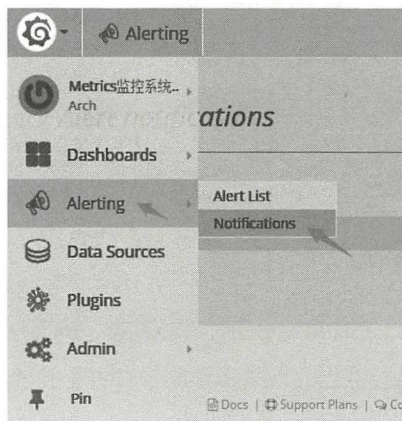 Alerting
Metrics监控系统..
Arch
ations
Dashboards
Alerting
Alert List
Notifications
Data Sources
Plugins
Admin
Pin
Docs | Support Plans | Co